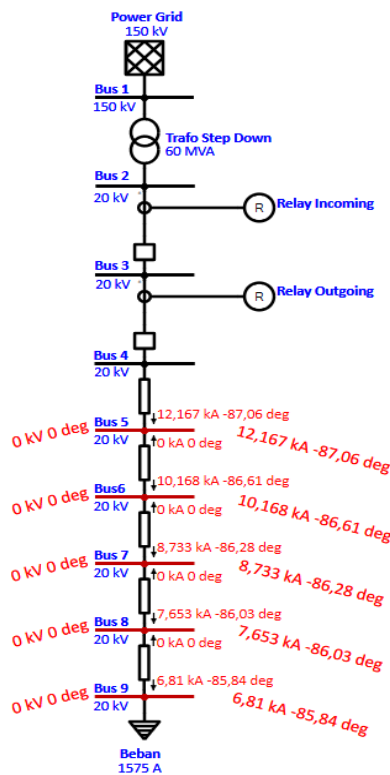 Power Grid
150 kV
Bus 1
150 kV
Trafo Step Down
60 MVA
Bus 2
20 kV
R
Relay Incoming
Bus 3
20 kV
R
Relay Outgoing
Bus 4
20 kV
12,167 kA -87,06 deg
0 kV 0 deg
Bus 5
20 kV
0 kA 0 deg
12,167 kA -87,06 deg
10,168 kA -86,61 deg
0 kV 0 deg
Bus6
20 kV
0 kA 0 deg
10,168 kA -86,61 deg
8,733 kA -86,28 deg
0 kV 0 deg
Bus 7
20 kV
0 kA 0 deg
8,733 kA -86,28 deg
7,653 kA -86,03 deg
0 kV 0 deg
Bus 8
20 kV
0 kA 0 deg
7,653 kA -86,03 deg
6,81 kA -85,84 deg
0 kV 0 deg
Bus 9
20 kV
6,81 kA -85,84 deg
Beban
1575 A